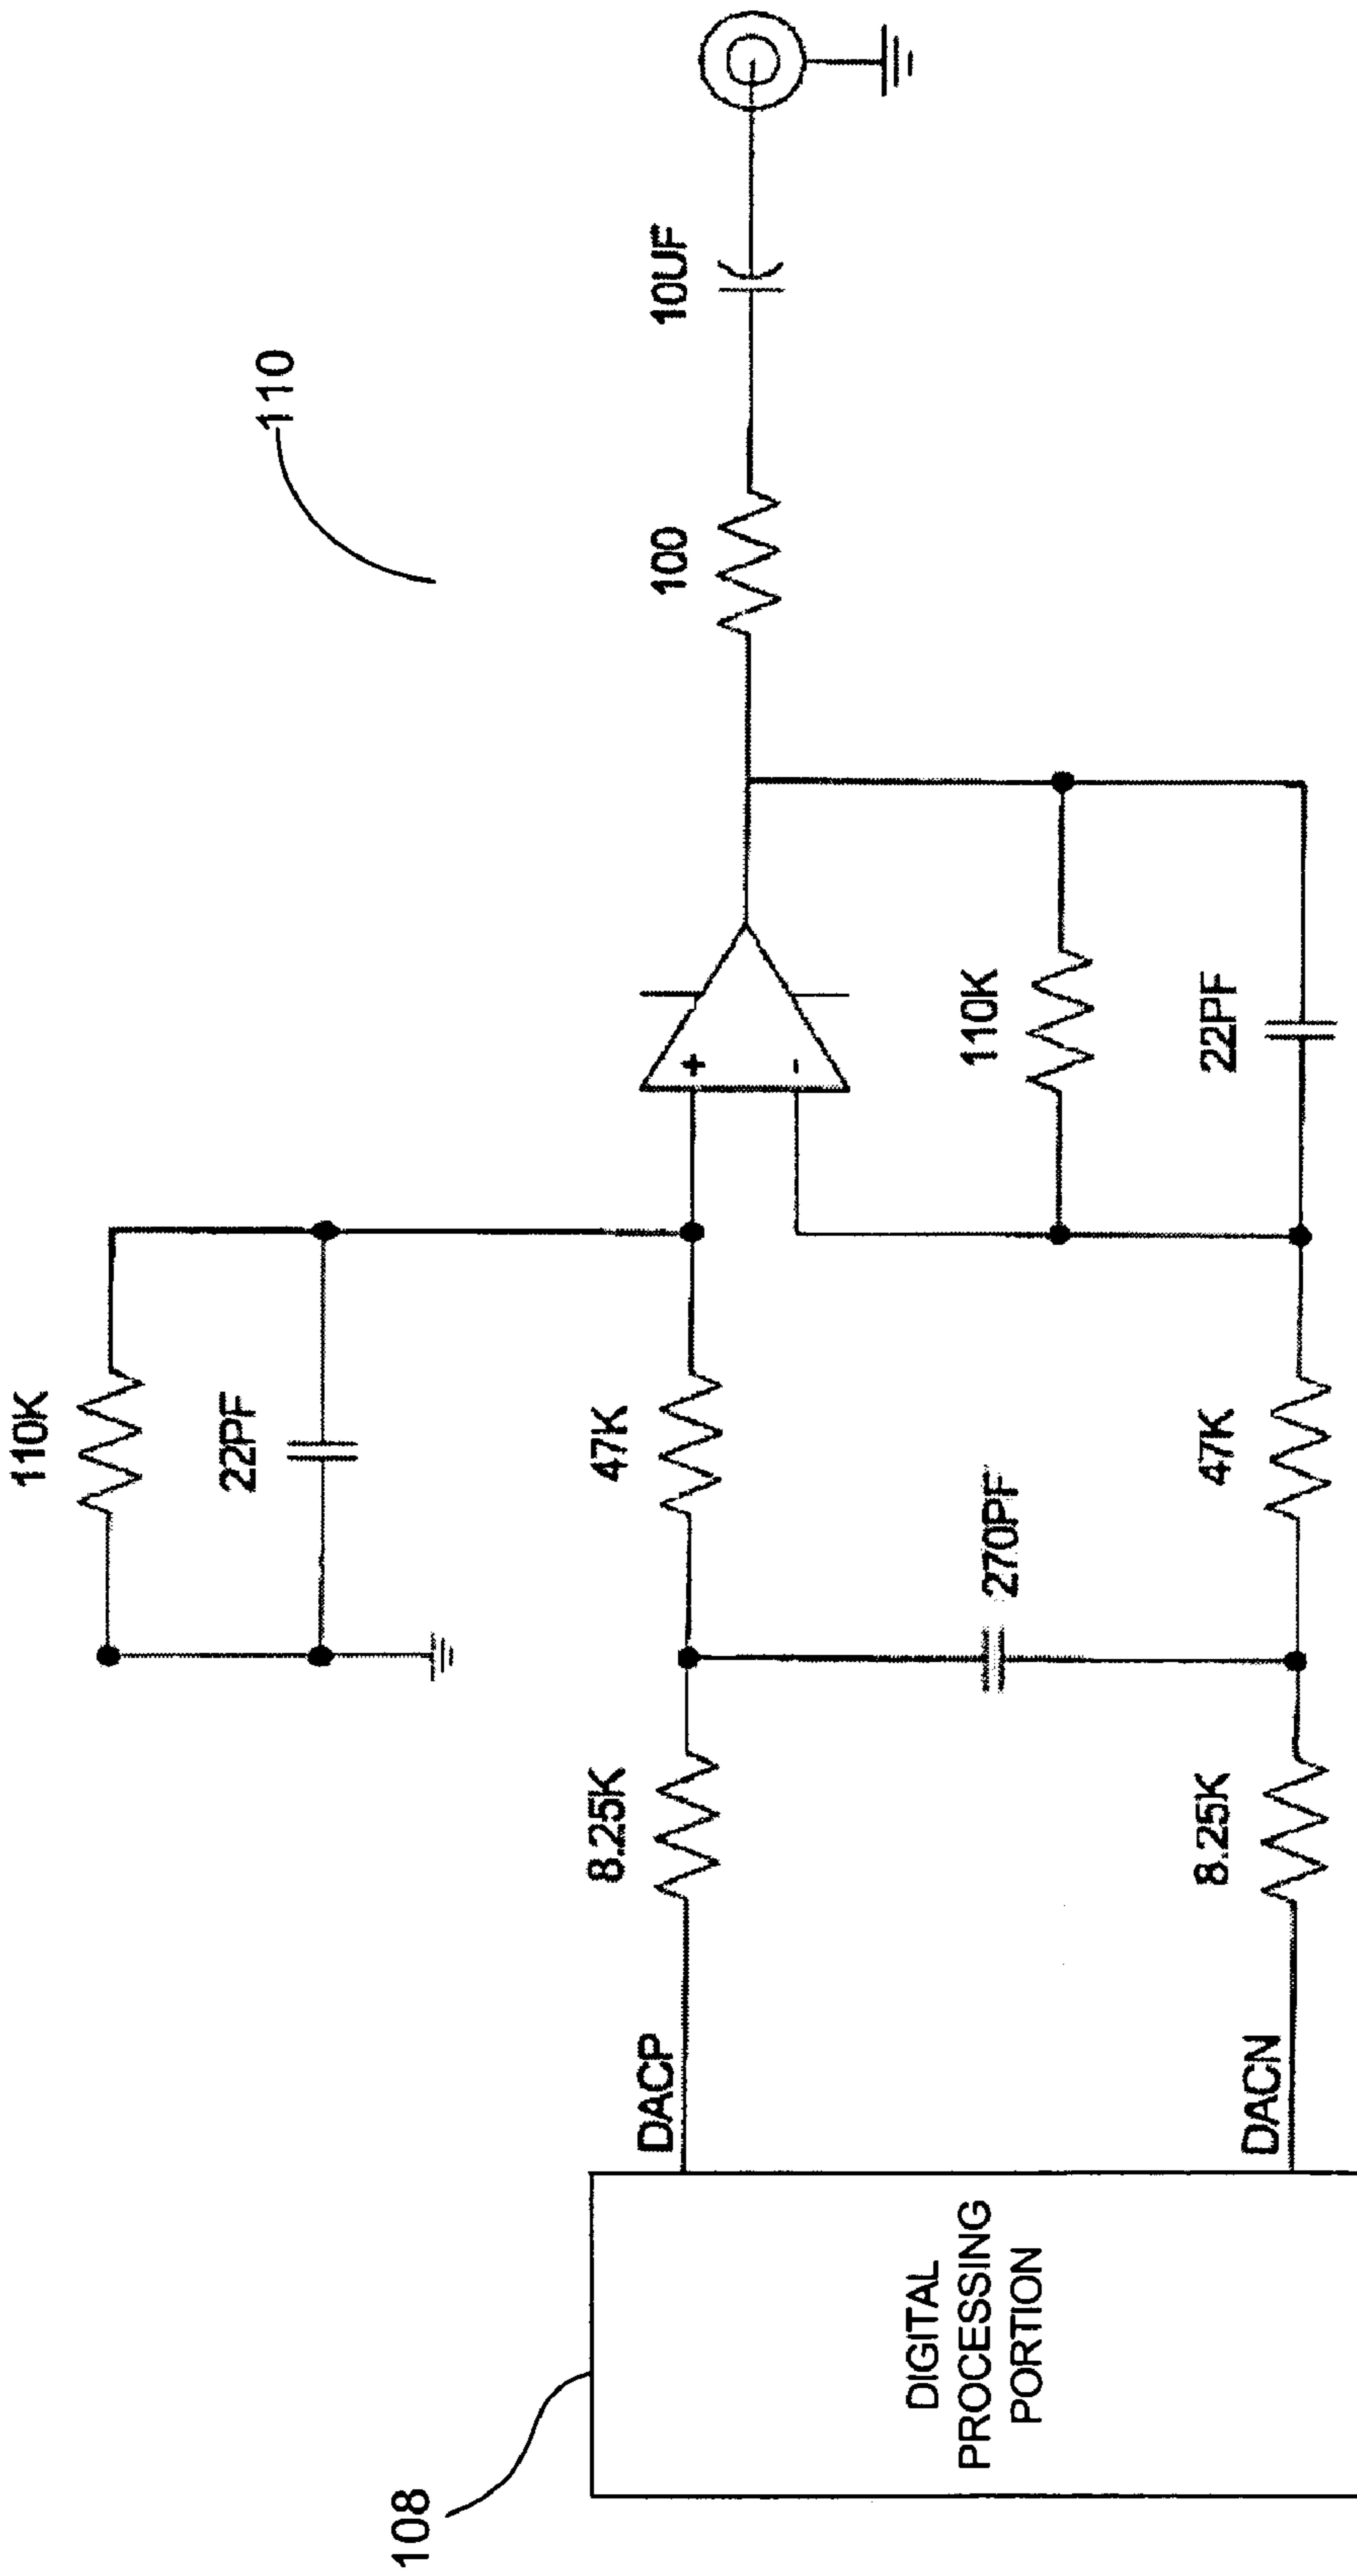 110
110K
22PF
10UF
100
8.25K
47K
+
-
DACP
270PF
110K
8.25K
47K
22PF
DACN
DIGITAL
PROCESSING
PORTION
108